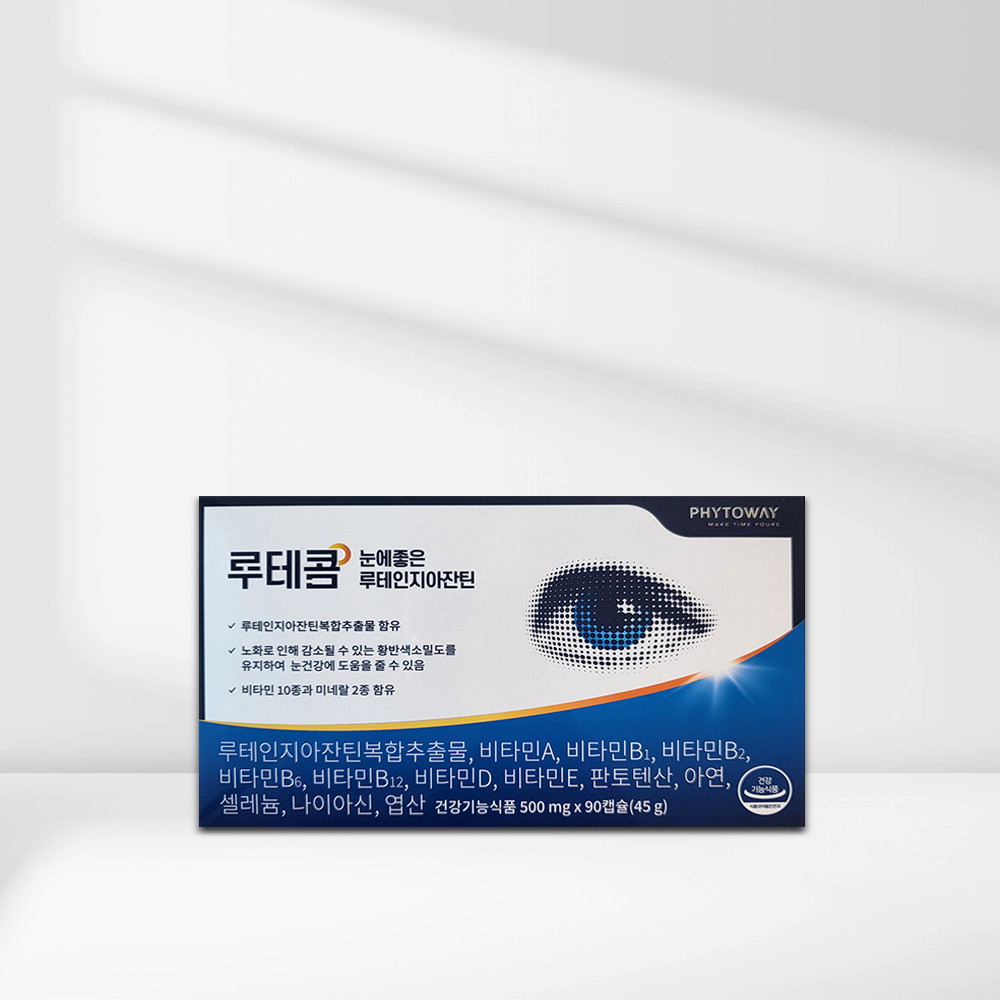 PHYTOWAY
MAKE TIME YOURS
루테콤 눈에좋은
루테인지아잔틴
루테인지아잔틴복합추출물 함유
노화로 인해 감소될 수 있는 황반색소밀도를
유지하여 눈건강에 도움을 줄 수 있음
비타민 10종과 미네랄 2종 함유
루테인지아잔틴복합추출물, 비타민A, 비타민B1, 비타민B2,
비타민B6, 비타민B12, 비타민D, 비타민E, 판토텐산, 아연,
셀레늄, 나이아신, 엽산 건강기능식품 500 mg x 90캡슐(45 g)
건강
기능식품
식품의약품안전처